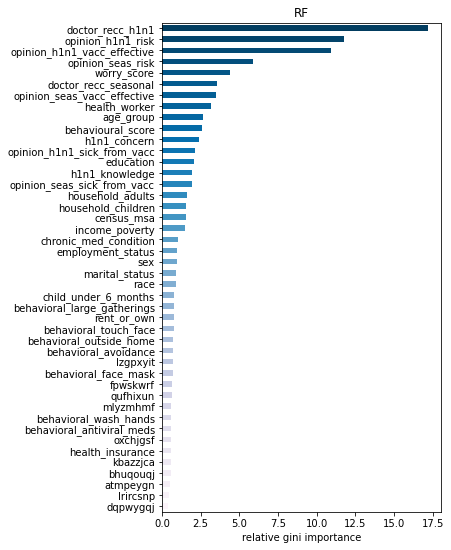 RF
doctor_recc_h1n1
opinion_h1n1_risk
opinion_h1n1_vacc_effective
opinion_seas_risk
worry_score
doctor_recc_seasonal
opinion_seas_vacc_effective
health_worker
age_group
behavioural_score
h1n1_concern
opinion_h1n1_sick_from_vacc
education
h1n1_knowledge
opinion_seas_sick_from_vacc
household_adults
household_children
census_msa
income_poverty
chronic_med_condition
employment_status
sex
marital_status
race
child_under_6_months
behavioral_large_gatherings
rent_or_own
behavioral_touch_face
behavioral_outside_home
behavioral_avoidance
lzgpxyit
behavioral_face_mask
fpwskwrf
qufhixun
mlyzmhmf
behavioral_wash_hands
behavioral_antiviral_meds
oxchjgsf
health_insurance
kbazzjca
bhuqouqj
atmpeygn
lrircsnp
dqpwygqj
0.0 2.5 5.0 7.5 10.0 12.5 15.0 17.5
relative gini importance